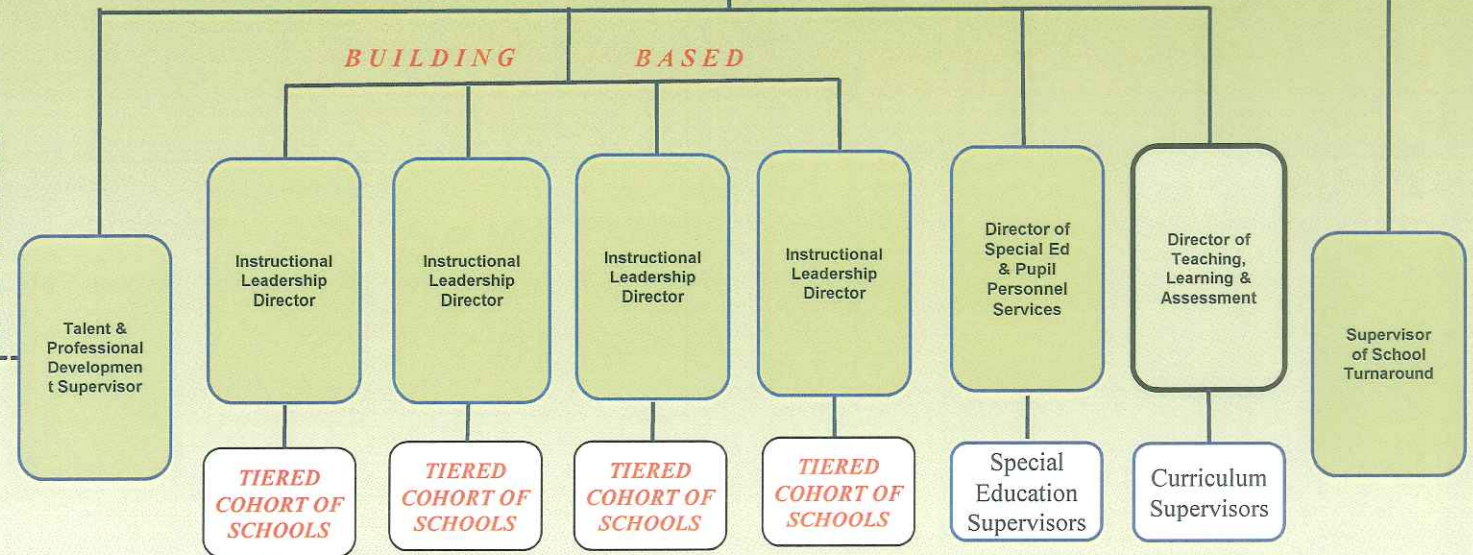 BUILDING BASED
Talent &
Professional
Developmen
t Supervisor
Instructional
Leadership
Director
Instructional
Leadership
Director
Instructional
Leadership
Director
Instructional
Leadership
Director
Director of
Special Ed
& Pupil
Personnel
Services
Director of
Teaching,
Learning &
Assessment
Supervisor
of School
Turnaround
TIERED
COHORT OF
SCHOOLS
TIERED
COHORT OF
SCHOOLS
TIERED
COHORT OF
SCHOOLS
TIERED
COHORT OF
SCHOOLS
Special
Education
Supervisors
Curriculum
Supervisors